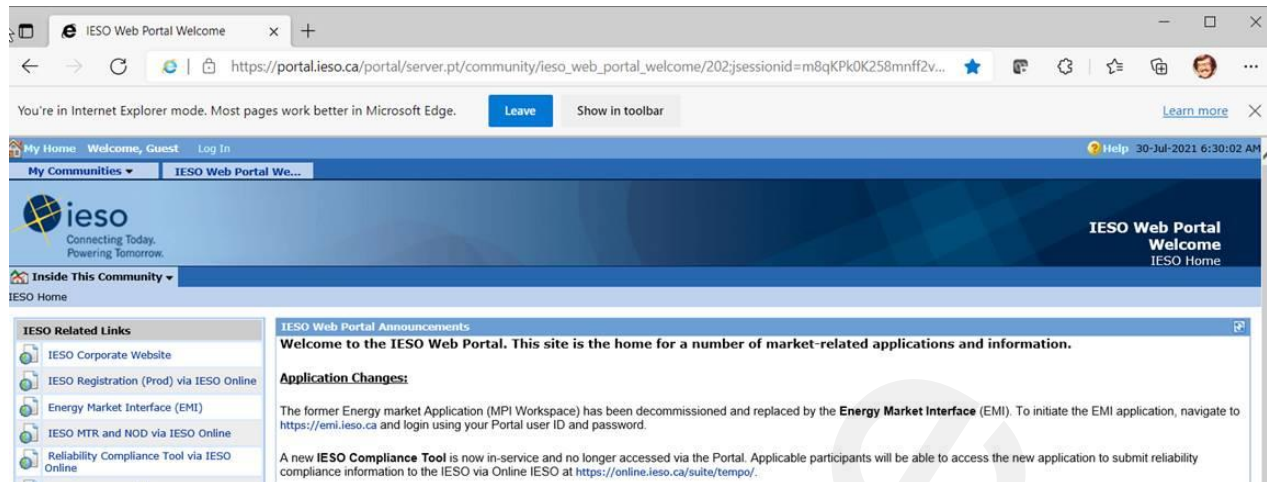 IESO Web Portal Welcome
https://portal.ieso.ca/portal/server.pt/community/ieso_web_portal_welcome/202;jsessionid=m8qKPk0K258mnff2v...
You're in Internet Explorer mode. Most pages work better in Microsoft Edge. Leave Show in toolbar Learn more
My Home Welcome, Guest Log In Help 30-Jul-2021 6:30:02 AM
My Communities IESO Web Portal We...
ieso
Connecting Today.
Powering Tomorrow.
IESO Web Portal
Welcome
IESO Home
Inside This Community
IESO Home
IESO Related Links
IESO Corporate Website
IESO Registration (Prod) via IESO Online
Energy Market Interface (EMI)
IESO MTR and NOD via IESO Online
Reliability Compliance Tool via IESO
Online
IESO Web Portal Announcements
Welcome to the IESO Web Portal. This site is the home for a number of market-related applications and information.
Application Changes:
The former Energy market Application (MPI Workspace) has been decommissioned and replaced by the Energy Market Interface (EMI). To initiate the EMI application, navigate to
https://emi.ieso.ca and login using your Portal user ID and password.
A new IESO Compliance Tool is now in-service and no longer accessed via the Portal. Applicable participants will be able to access the new application to submit reliability
compliance information to the IESO via Online IESO at https://online.ieso.ca/suite/tempo/.